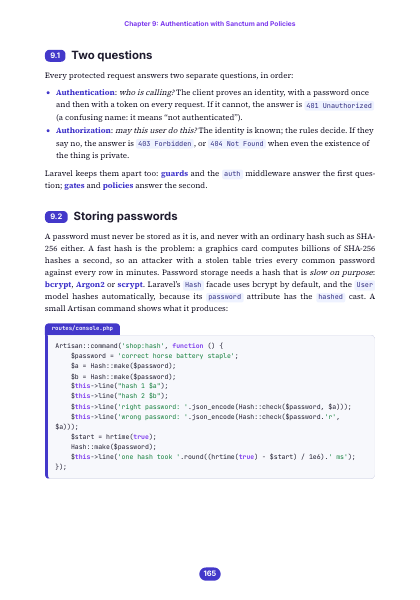 Chapter 9: Authentication with Sanctum and Policies
9.1 Two questions
Every protected request answers two separate questions, in order:
• Authentication: who is calling? The client proves an identity, with a password once
and then with a token on every request. If it cannot, the answer is 401 Unauthorized
(a confusing name: it means “not authenticated”).
• Authorization: may this user do this? The identity is known; the rules decide. If they
say no, the answer is 403 Forbidden, or 404 Not Found when even the existence of
the thing is private.
Laravel keeps them apart too: guards and the auth middleware answer the first ques-
tion; gates and policies answer the second.
9.2 Storing passwords
A password must never be stored as it is, and never with an ordinary hash such as SHA-
256 either. A fast hash is the problem: a graphics card computes billions of SHA-256
hashes a second, so an attacker with a stolen table tries every common password
against every row in minutes. Password storage needs a hash that is slow on purpose:
bcrypt, Argon2 or scrypt. Laravel’s Hash facade uses bcrypt by default, and the User
model hashes automatically, because its password attribute has the hashed cast. A
small Artisan command shows what it produces:
routes/console.php
Artisan::command('shop:hash', function () {
    $password = 'correct horse battery staple';
    $a = Hash::make($password);
    $b = Hash::make($password);
    $this->line("hash 1 $a");
    $this->line("hash 2 $b");
    $this->line('right password: '.json_encode(Hash::check($password, $a)));
    $this->line('wrong password: '.json_encode(Hash::check($password.'r',
$a)));
    $start = hrtime(true);
    Hash::make($password);
    $this->line('one hash took '.round((hrtime(true) - $start) / 1e6).' ms');
});
165